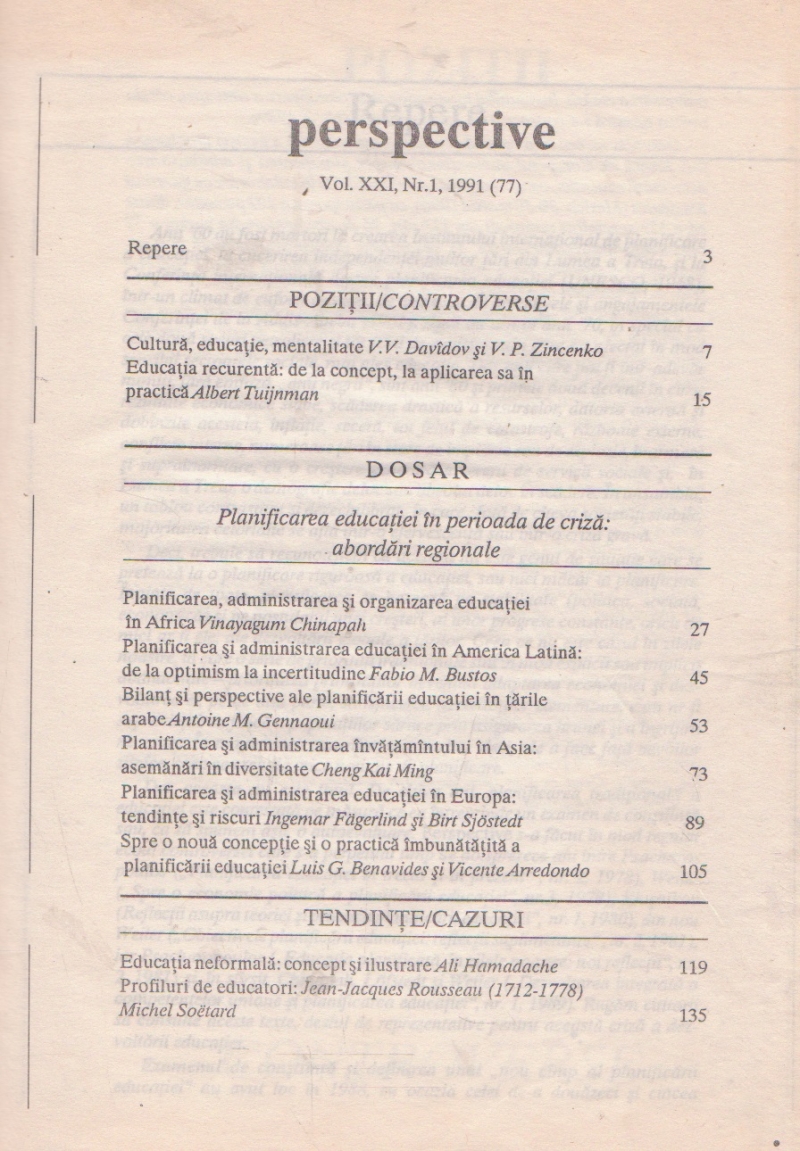 perspective
Vol. XXI, Nr.1, 1991 (77)
Repere 3
POZIŢII/CONTROVERSE
Cultură, educaţie, mentalitate V.V. Davîdov şi V. P. Zincenko 7
Educaţia recurentă: de la concept, la aplicarea sa în
practică Albert Tuijnman 15
DOSAR
Planificarea educaţiei în perioada de criză:
abordări regionale
Planificarea, administrarea şi organizarea educaţiei
în Africa Vinayagum Chinapah 27
Planificarea şi administrarea educaţiei în America Latină:
de la optimism la incertitudine Fabio M. Bustos 45
Bilanţ şi perspective ale planificării educaţiei în ţările
arabe Antoine M. Gennaoui 53
Planificarea şi administrarea învăţămîntului în Asia:
asemănări în diversitate Cheng Kai Ming 73
Planificarea şi administrarea educaţiei în Europa:
tendinţe şi riscuri Ingemar Fägerlind şi Birt Sjöstedt 89
Spre o nouă concepţie şi o practică îmbunătăţită a
planificării educaţiei Luis G. Benavides şi Vicente Arredondo 105
TENDINŢE/CAZURI
Educaţia neformală: concept şi ilustrare Ali Hamadache 119
Profiluri de educatori: Jean-Jacques Rousseau (1712-1778)
Michel Soëtard 135